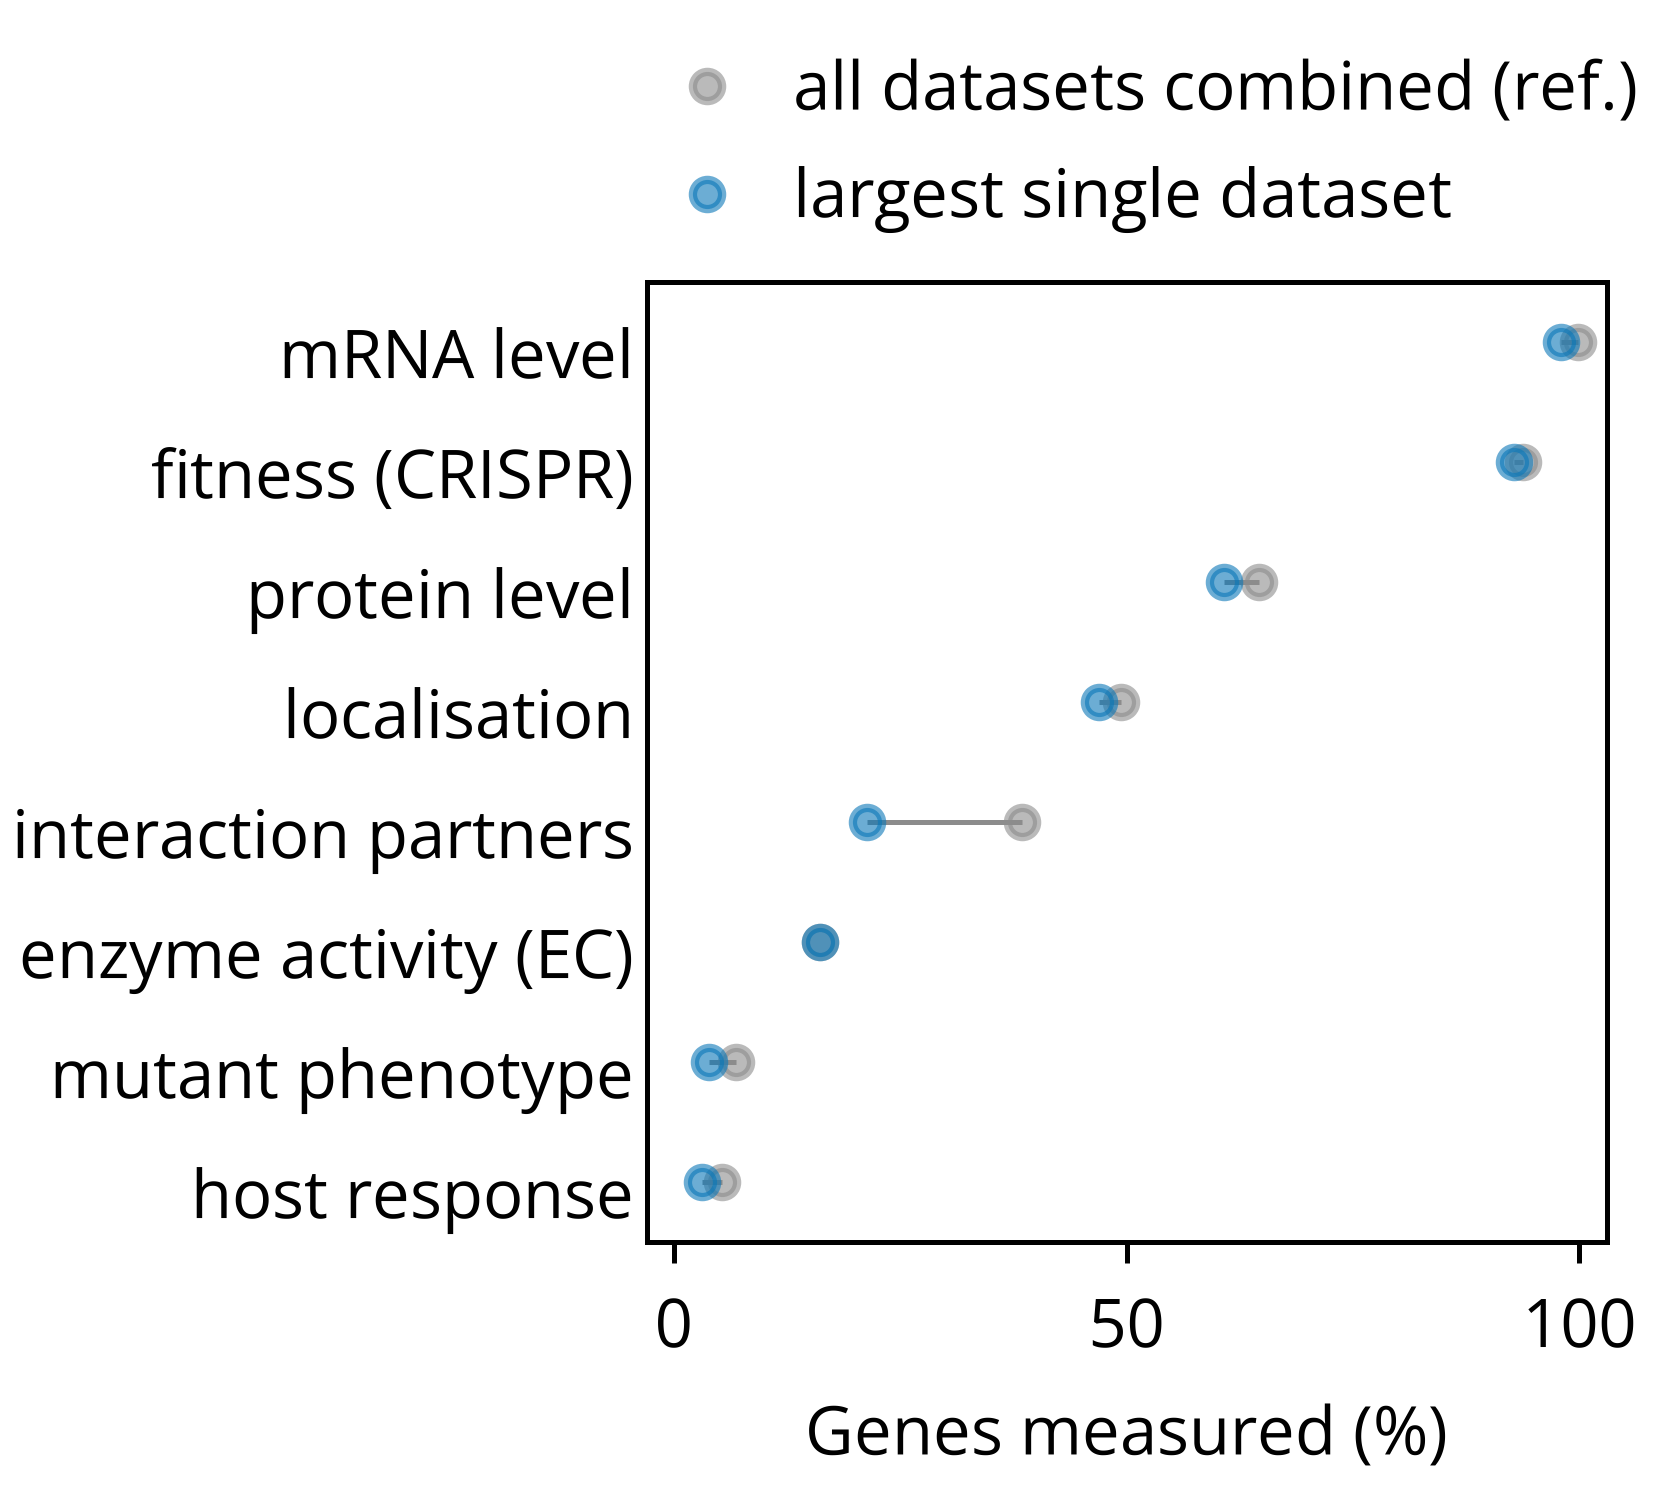 all datasets combined (ref.)
largest single dataset
mRNA level
fitness (CRISPR)
protein level
localisation
interaction partners
enzyme activity (EC)
mutant phenotype
host response
0 50 100
Genes measured (%)